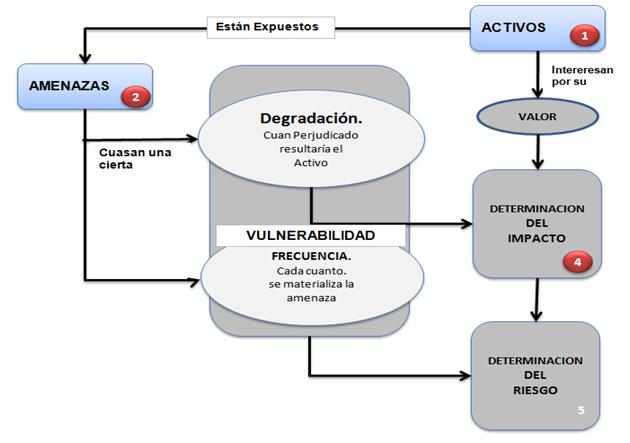 Están Expuestos
ACTIVOS
1
AMENAZAS
2
Intereresan
por su
VALOR
Cuasan una
cierta
Degradación.
Cuan Perjudicado
resultaría el
Activo
VULNERABILIDAD
FRECUENCIA.
Cada cuanto.
se materializa la
amenaza
DETERMINACION
DEL
IMPACTO
4
DETERMINACION
DEL
RIESGO
5